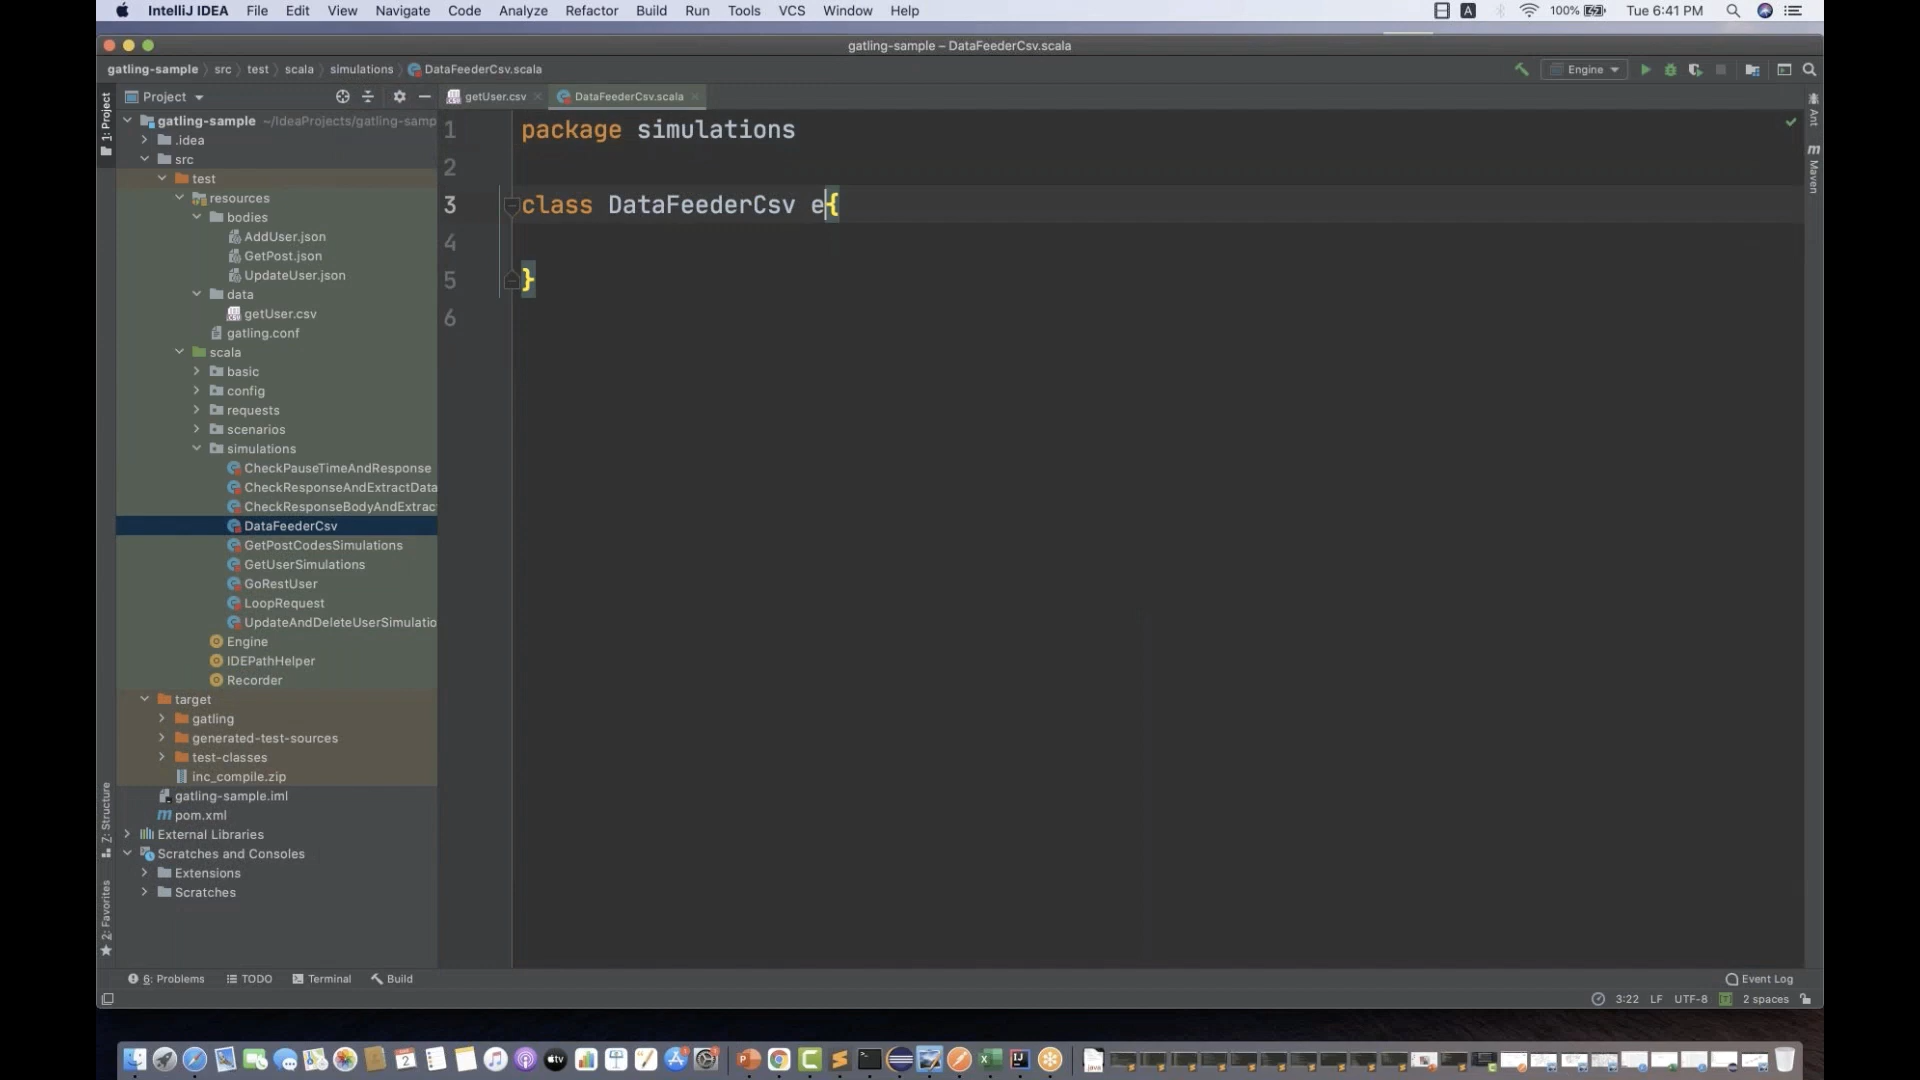 IntelliJ IDEA File Edit View Navigate Code Analyze Refactor Build Run Tools VCS Window Help
A 100% Tue 6:41 PM
gatling-sample – DataFeederCsv.scala
gatling-sample src test scala simulations DataFeederCsv.scala
Engine
Project
getUser.csv
DataFeederCsv.scala
1: Project
gatling-sample ~/IdeaProjects/gatling-samp
.idea
src
test
resources
bodies
AddUser.json
GetPost.json
UpdateUser.json
data
getUser.csv
gatling.conf
scala
basic
config
requests
scenarios
simulations
CheckPauseTimeAndResponse
CheckResponseAndExtractData
CheckResponseBodyAndExtrac
DataFeederCsv
GetPostCodesSimulations
GetUserSimulations
GoRestUser
LoopRequest
UpdateAndDeleteUserSimulatio
Engine
IDEPathHelper
Recorder
target
gatling
generated-test-sources
test-classes
inc_compile.zip
gatling-sample.iml
pom.xml
External Libraries
Scratches and Consoles
Extensions
Scratches
Z: Structure
2: Favorites
1 package simulations
2
3 class DataFeederCsv e{
4
5 }
6
Ant
m
Maven
6: Problems TODO Terminal Build
Event Log
3:22 LF UTF-8 2 spaces